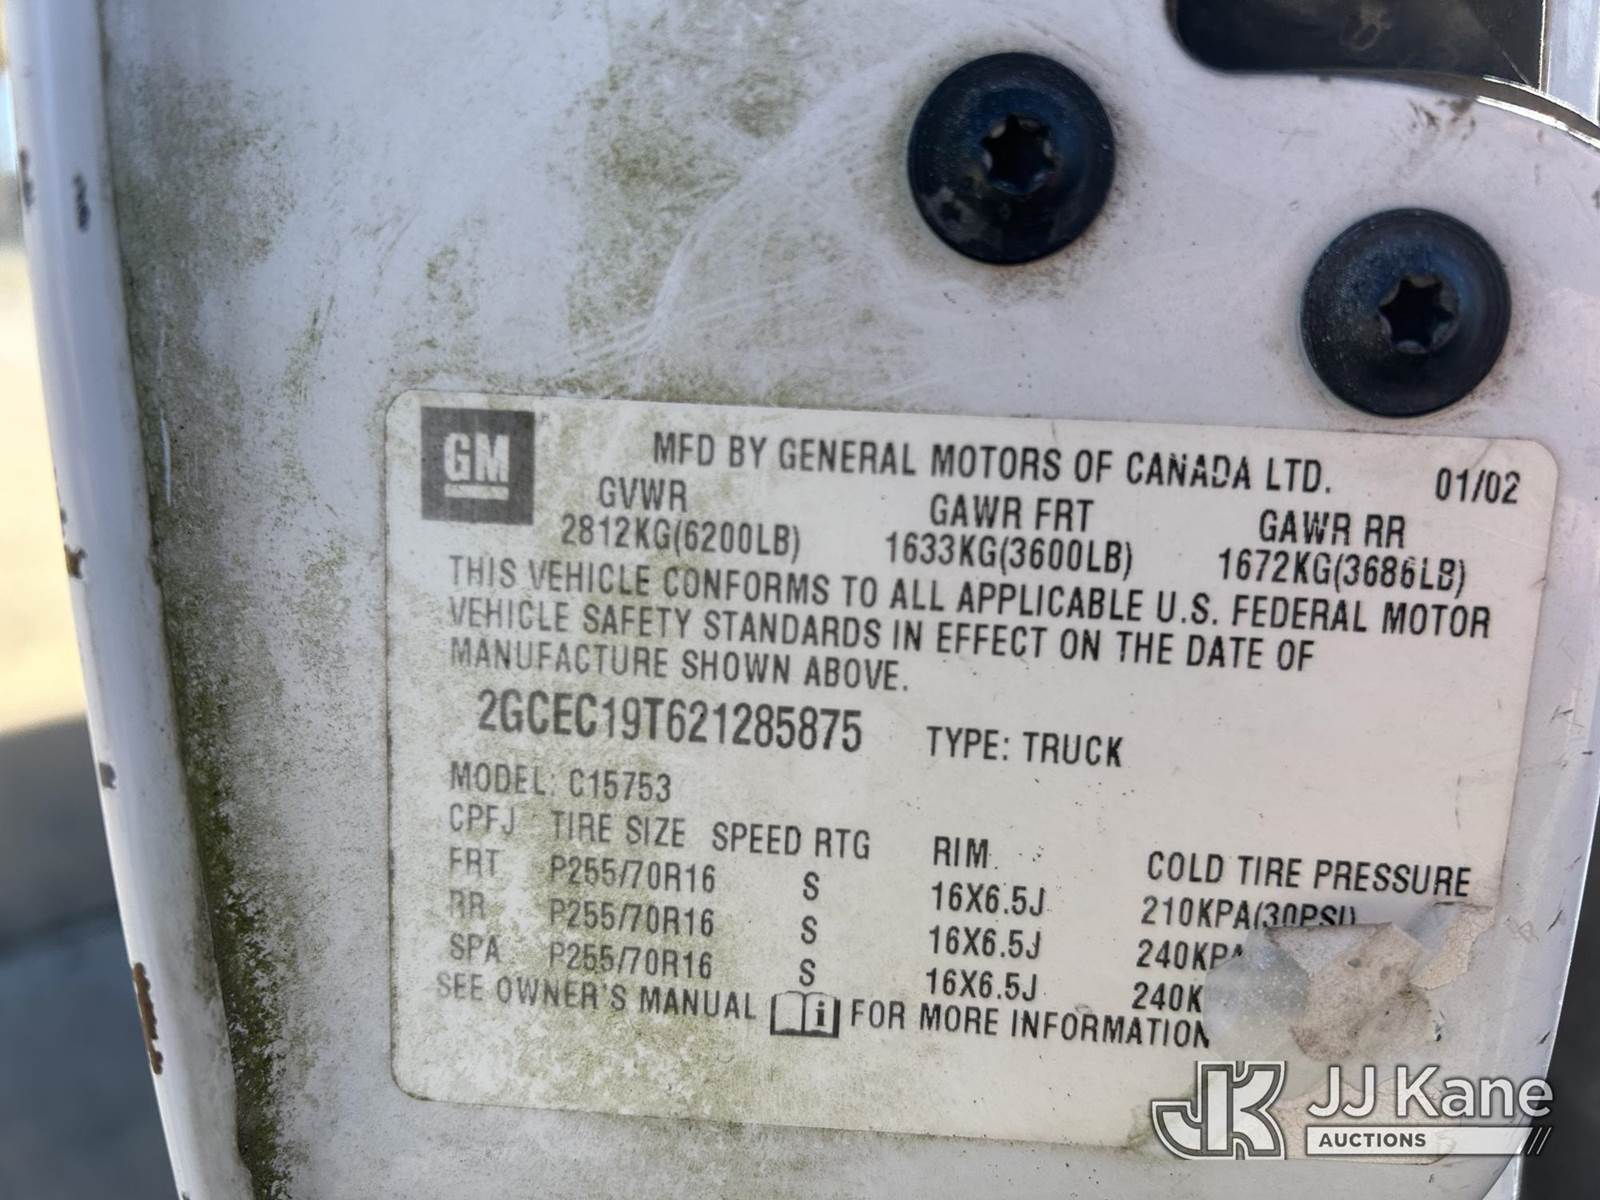 GM
MFD BY GENERAL MOTORS OF CANADA LTD. 01/02
GVWR GAWR FRT GAWR RR
2812KG(6200LB) 1633KG(3600LB) 1672KG(3686LB)
THIS VEHICLE CONFORMS TO ALL APPLICABLE U.S. FEDERAL MOTOR
VEHICLE SAFETY STANDARDS IN EFFECT ON THE DATE OF
MANUFACTURE SHOWN ABOVE.
2GCEC19T621285875 TYPE: TRUCK
MODEL: C15753
CPFJ TIRE SIZE SPEED RTG RIM COLD TIRE PRESSURE
FRT P255/70R16 S 16X6.5J 210KPA(30PSI)
RR P255/70R16 S 16X6.5J 240KPA
SPA P255/70R16 S 16X6.5J 240K
SEE OWNER'S MANUAL i FOR MORE INFORMATION
JK JJ Kane
AUCTIONS